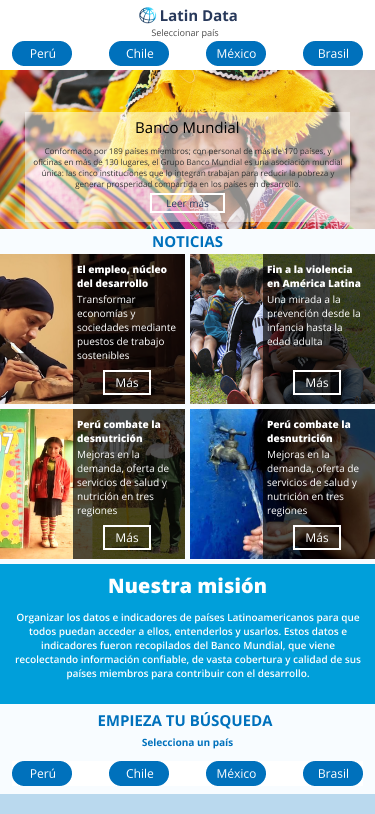 Latin Data
Seleccionar país
Perú
Chile
México
Brasil
Banco Mundial
Conformado por 189 países miembros; con personal de más de 170 países, y
oficinas en más de 130 lugares, el Grupo Banco Mundial es una asociación mundial
única: las cinco instituciones que lo integran trabajan para reducir la pobreza y
generar prosperidad compartida en los países en desarrollo.
Leer más
NOTICIAS
El empleo, núcleo
del desarrollo
Transformar
economías y
sociedades mediante
puestos de trabajo
sostenibles
Más
Fin a la violencia
en América Latina
Una mirada a la
prevención desde la
infancia hasta la
edad adulta
Más
Perú combate la
desnutrición
Mejoras en la
demanda, oferta de
servicios de salud y
nutrición en tres
regiones
Más
Perú combate la
desnutrición
Mejoras en la
demanda, oferta de
servicios de salud y
nutrición en tres
regiones
Más
Nuestra misión
Organizar los datos e indicadores de países Latinoamericanos para que
todos puedan acceder a ellos, entenderlos y usarlos. Estos datos e
indicadores fueron recopilados del Banco Mundial, que viene
recolectando información confiable, de vasta cobertura y calidad de sus
países miembros para contribuir con el desarrollo.
EMPIEZA TU BÚSQUEDA
Selecciona un país
Perú
Chile
México
Brasil